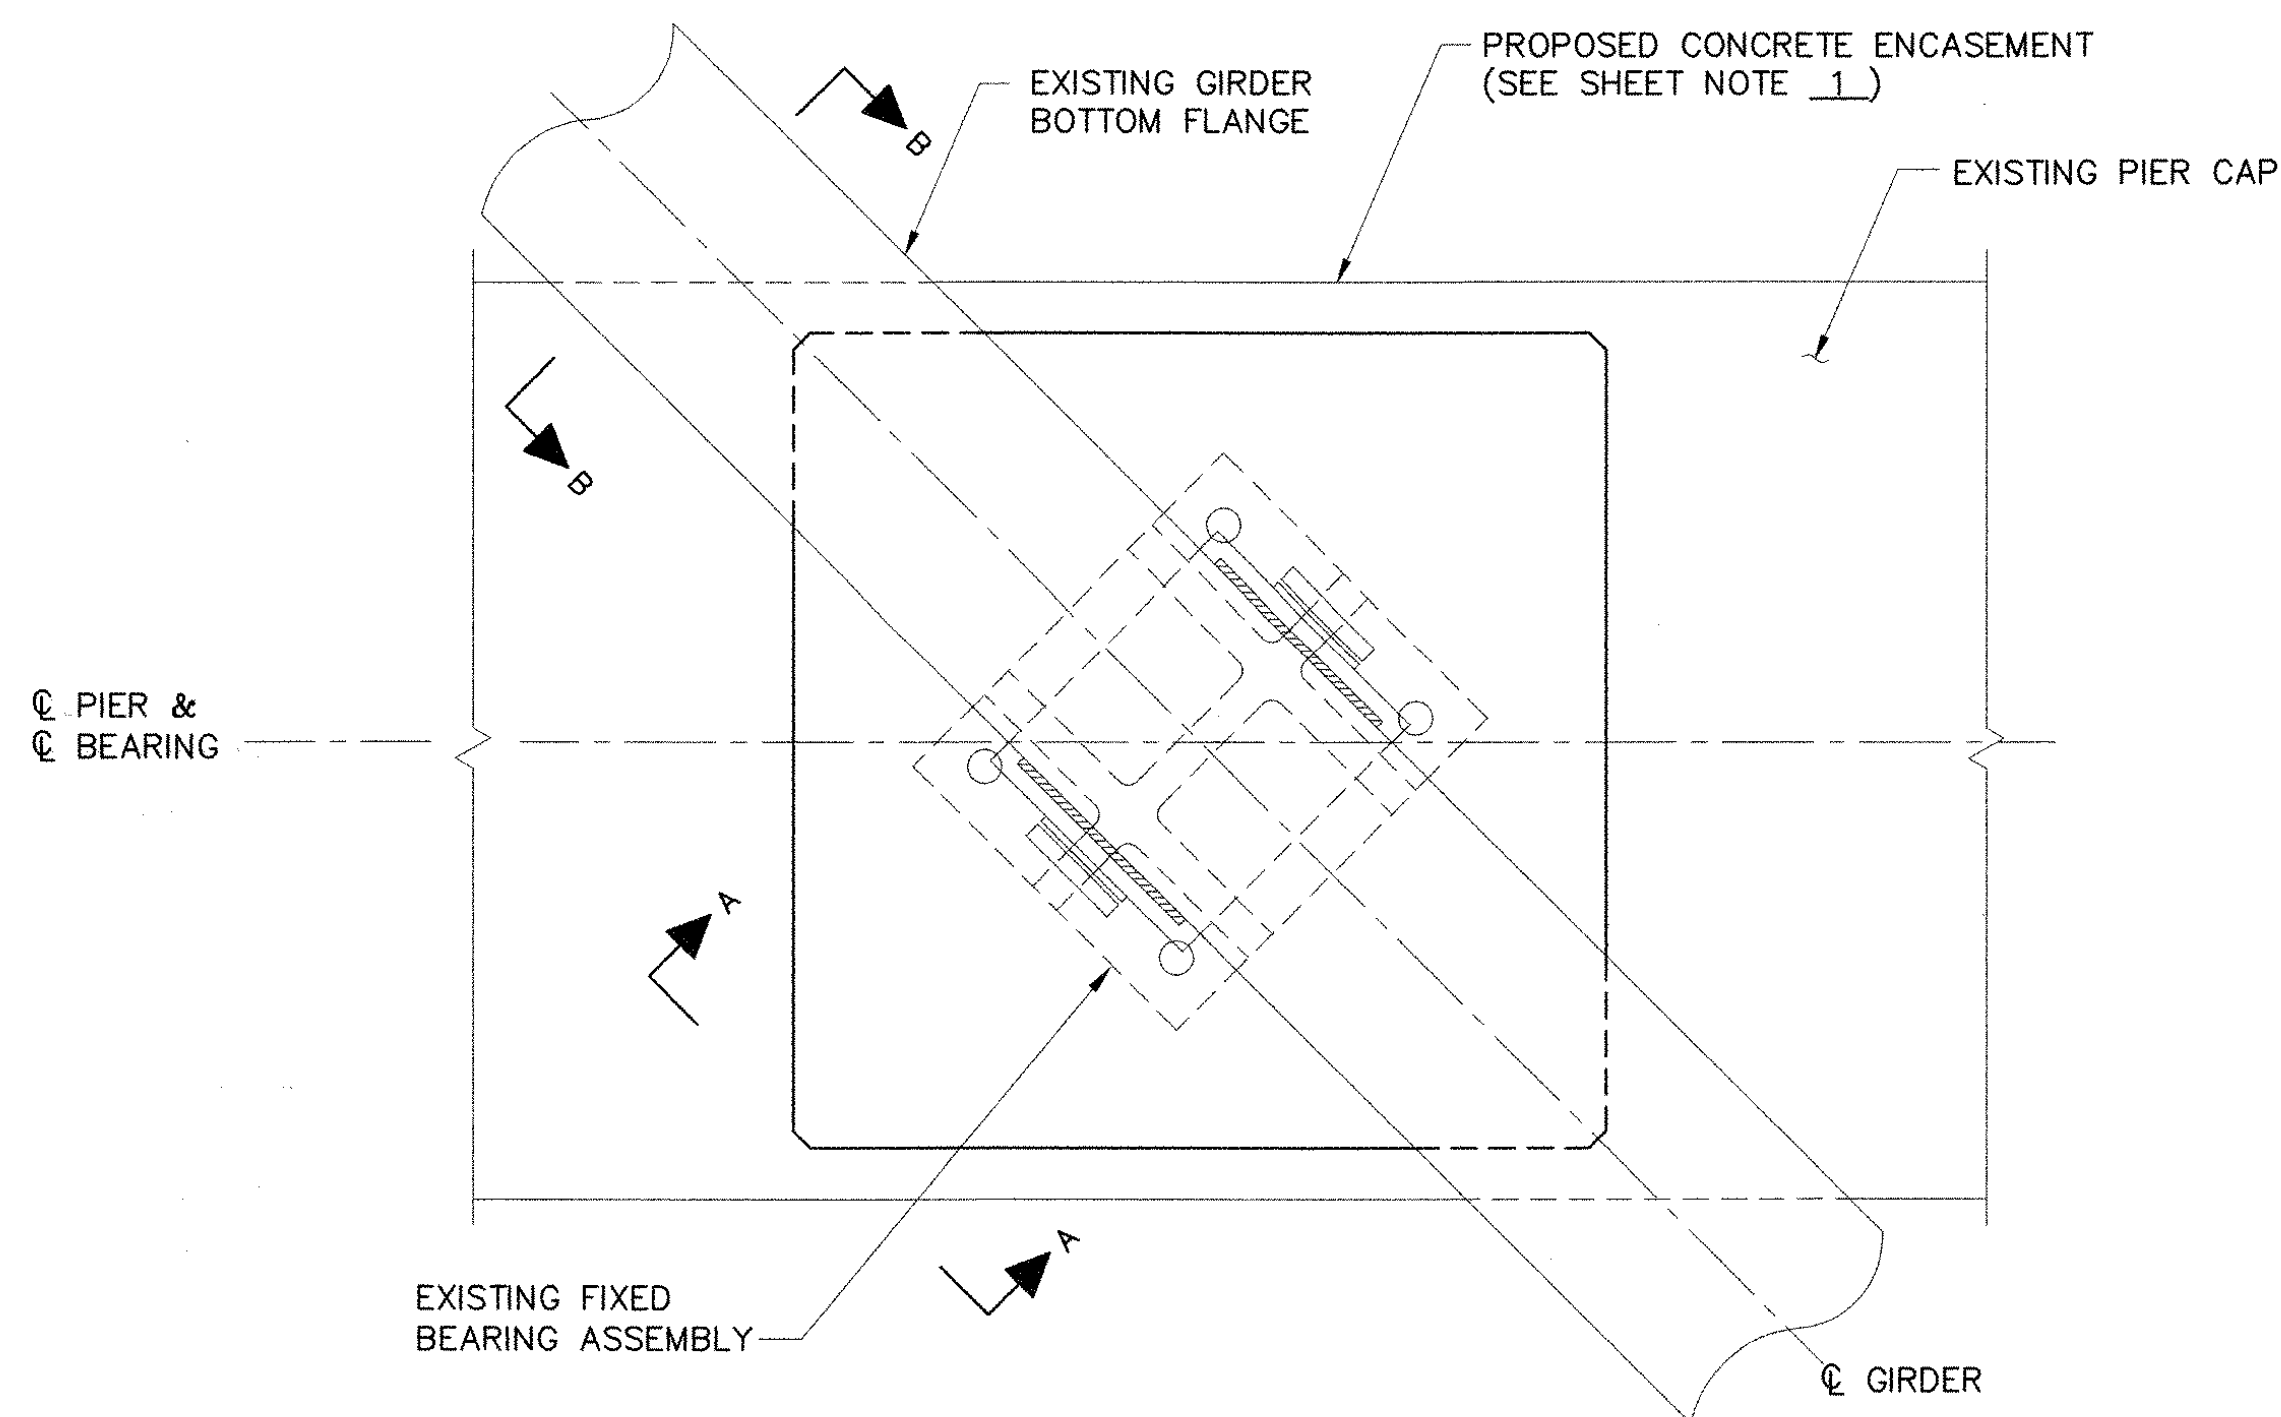 PROPOSED CONCRETE ENCASEMENT
(SEE SHEET NOTE 1)
EXISTING GIRDER
BOTTOM FLANGE
EXISTING PIER CAP
B
B
℄ PIER &
℄ BEARING
A
A
EXISTING FIXED
BEARING ASSEMBLY
℄ GIRDER